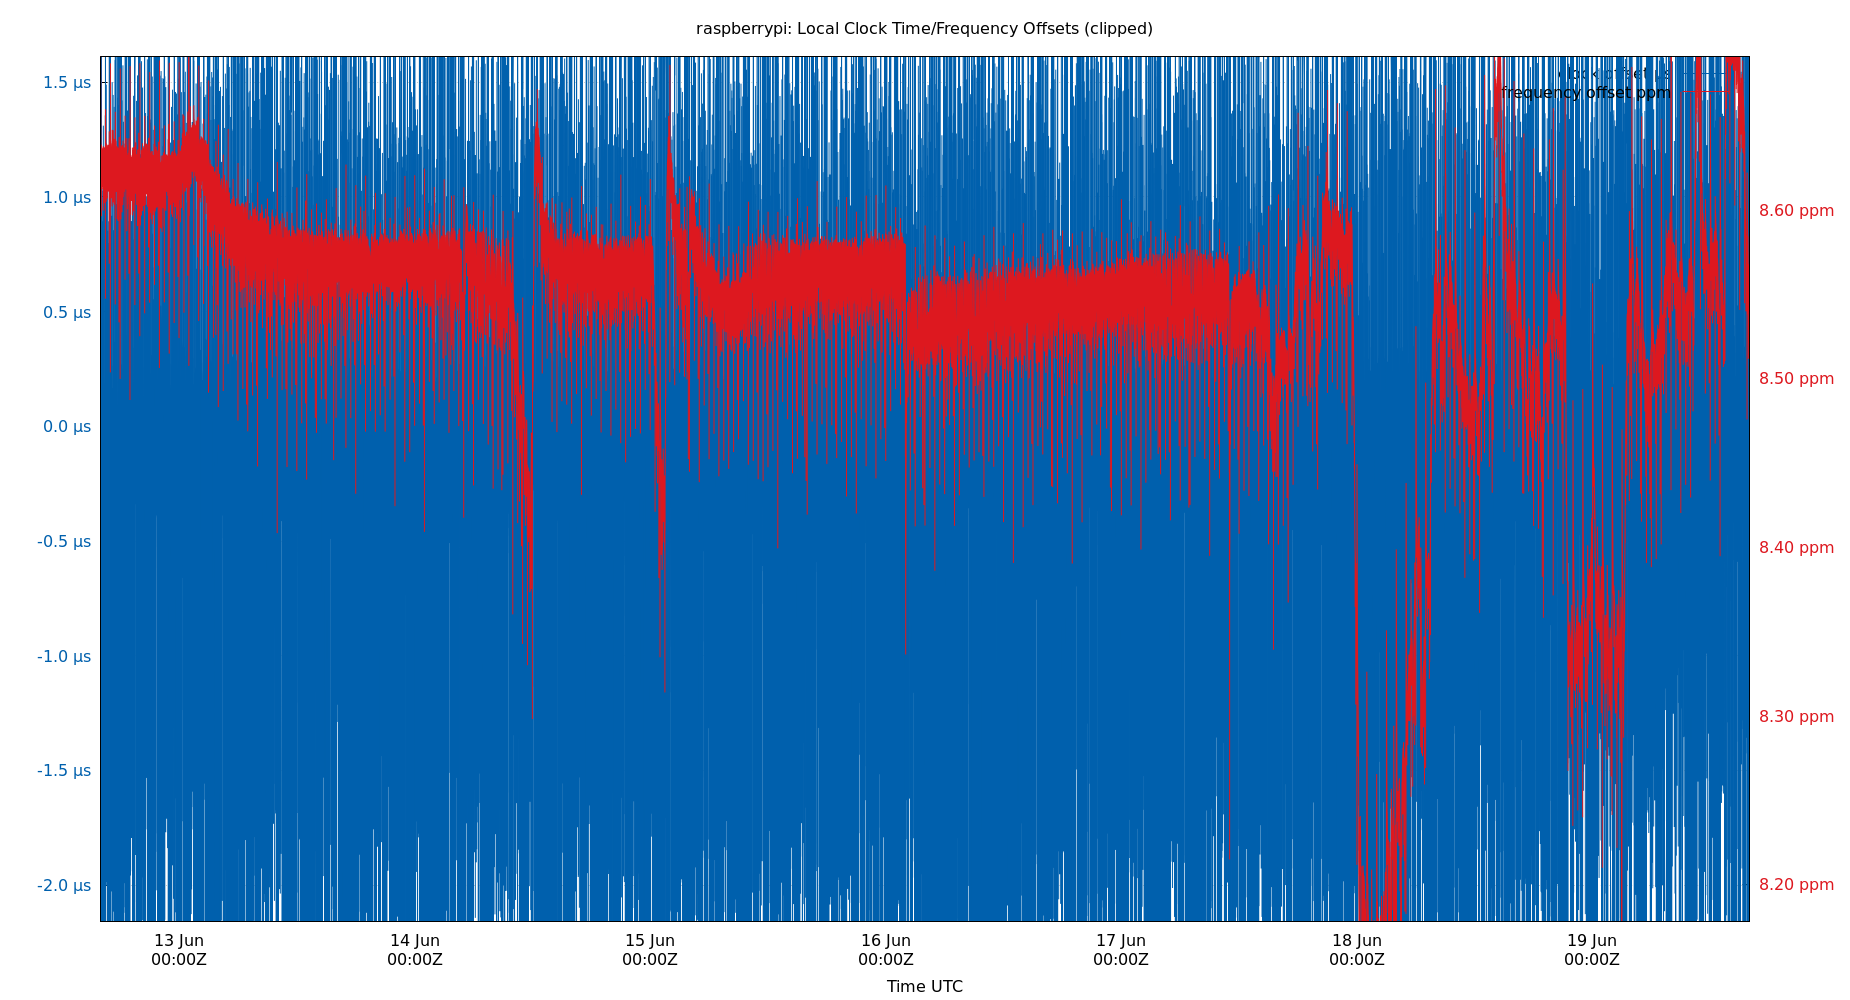 raspberrypi: Local Clock Time/Frequency Offsets (clipped)
clock offset µs
frequency offset ppm
1.5 µs
1.0 µs
0.5 µs
0.0 µs
-0.5 µs
-1.0 µs
-1.5 µs
-2.0 µs
8.60 ppm
8.50 ppm
8.40 ppm
8.30 ppm
8.20 ppm
13 Jun
00:00Z
14 Jun
00:00Z
15 Jun
00:00Z
16 Jun
00:00Z
17 Jun
00:00Z
18 Jun
00:00Z
19 Jun
00:00Z
Time UTC